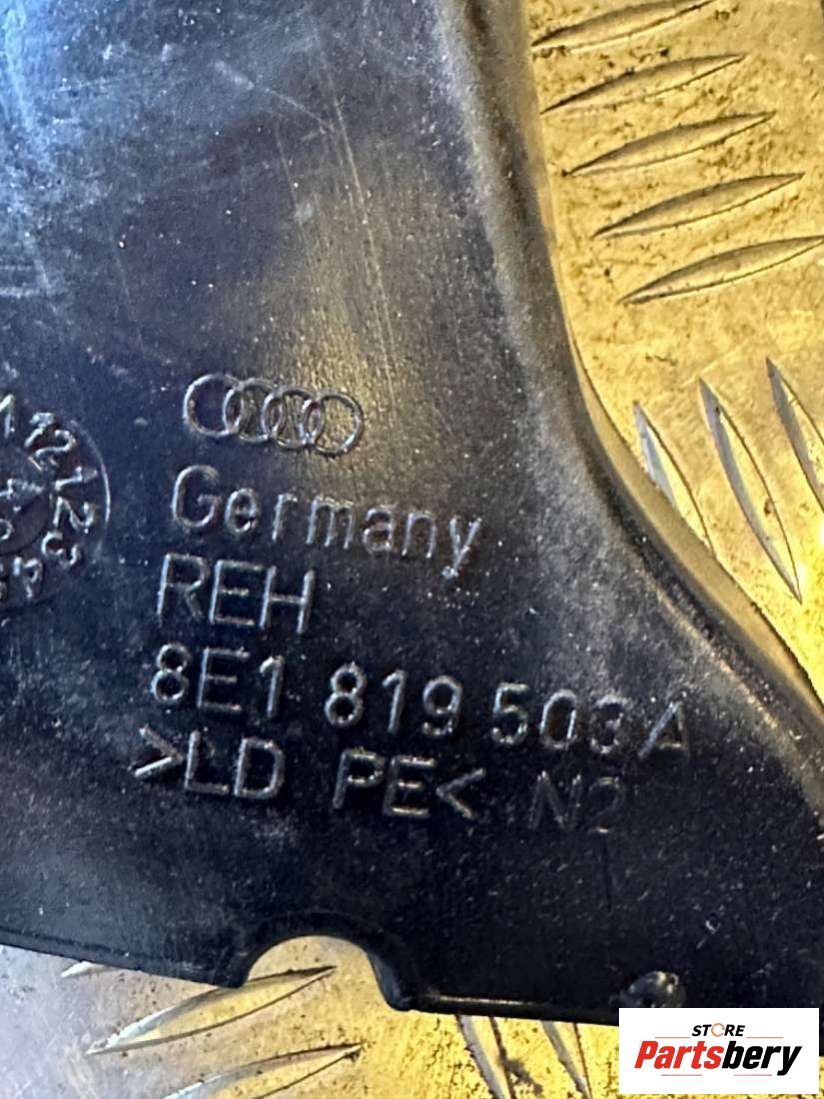 Germany
REH
8E1 819 503A
>LD PE< N2
STORE
Partsbery